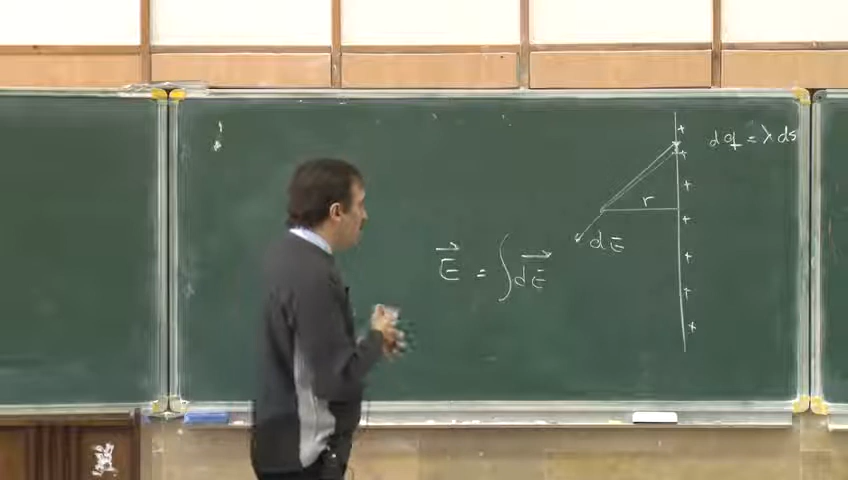 dq = λ ds
r
dE
E⃗ = ∫ dE⃗